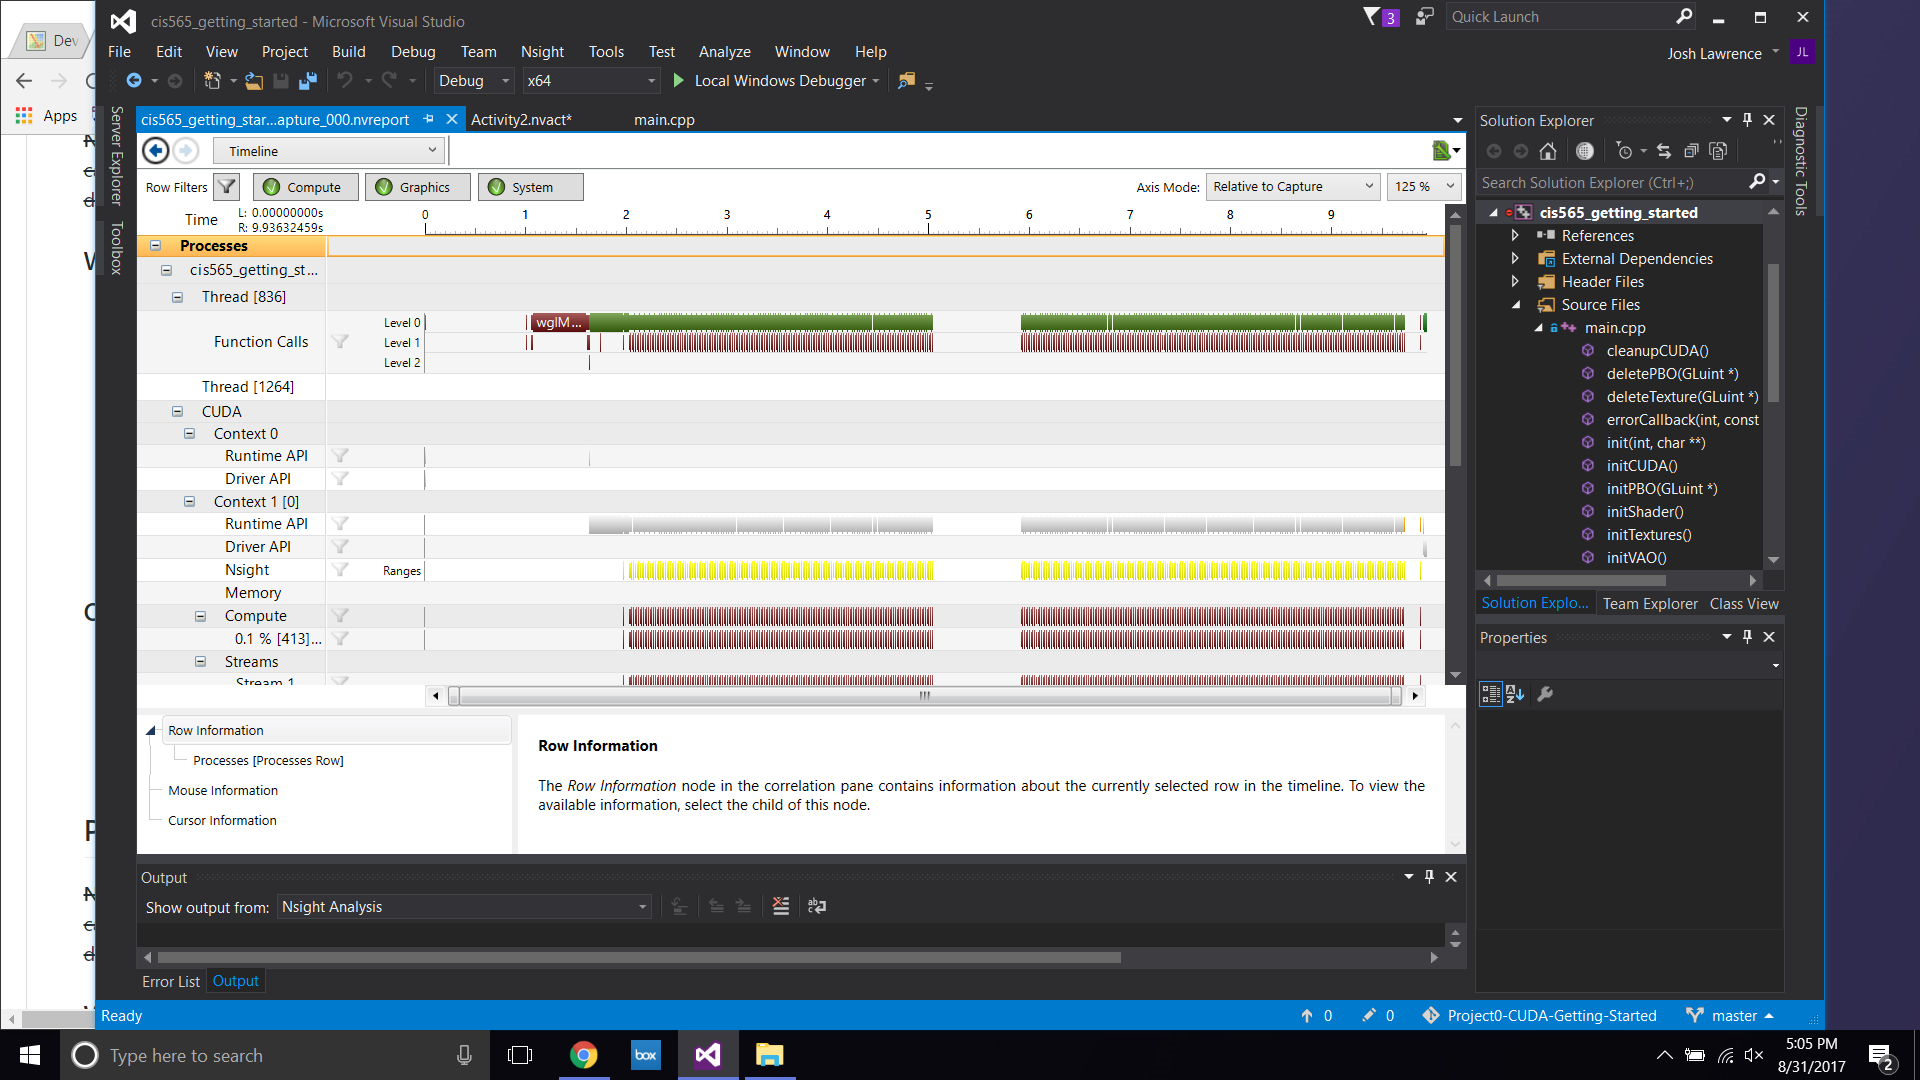 cis565_getting_started - Microsoft Visual Studio
3
Quick Launch
File Edit View Project Build Debug Team Nsight Tools Test Analyze Window Help
Josh Lawrence JL
Dev
Debug x64 Local Windows Debugger
Apps
Server Explorer
Toolbox
cis565_getting_star...apture_000.nvreport Activity2.nvact* main.cpp
Timeline
Row Filters Compute Graphics System Axis Mode: Relative to Capture 125 %
Time L: 0.00000000s
R: 9.93632459s
0 1 2 3 4 5 6 7 8 9
Processes
cis565_getting_st...
Thread [836]
Function Calls
Level 0 wglM...
Level 1
Level 2
Thread [1264]
CUDA
Context 0
Runtime API
Driver API
Context 1 [0]
Runtime API
Driver API
Nsight Ranges
Memory
Compute
0.1 % [413]...
Streams
Stream 1
Row Information
Processes [Processes Row]
Mouse Information
Cursor Information
Row Information
The Row Information node in the correlation pane contains information about the currently selected row in the timeline. To view the
available information, select the child of this node.
Output
Show output from: Nsight Analysis
Error List Output
Solution Explorer
Search Solution Explorer (Ctrl+;)
cis565_getting_started
References
External Dependencies
Header Files
Source Files
main.cpp
cleanupCUDA()
deletePBO(GLuint *)
deleteTexture(GLuint *)
errorCallback(int, const
init(int, char **)
initCUDA()
initPBO(GLuint *)
initShader()
initTextures()
initVAO()
Solution Explo... Team Explorer Class View
Properties
Diagnostic Tools
Ready 0 0 Project0-CUDA-Getting-Started master
Type here to search
box
5:05 PM
8/31/2017
2